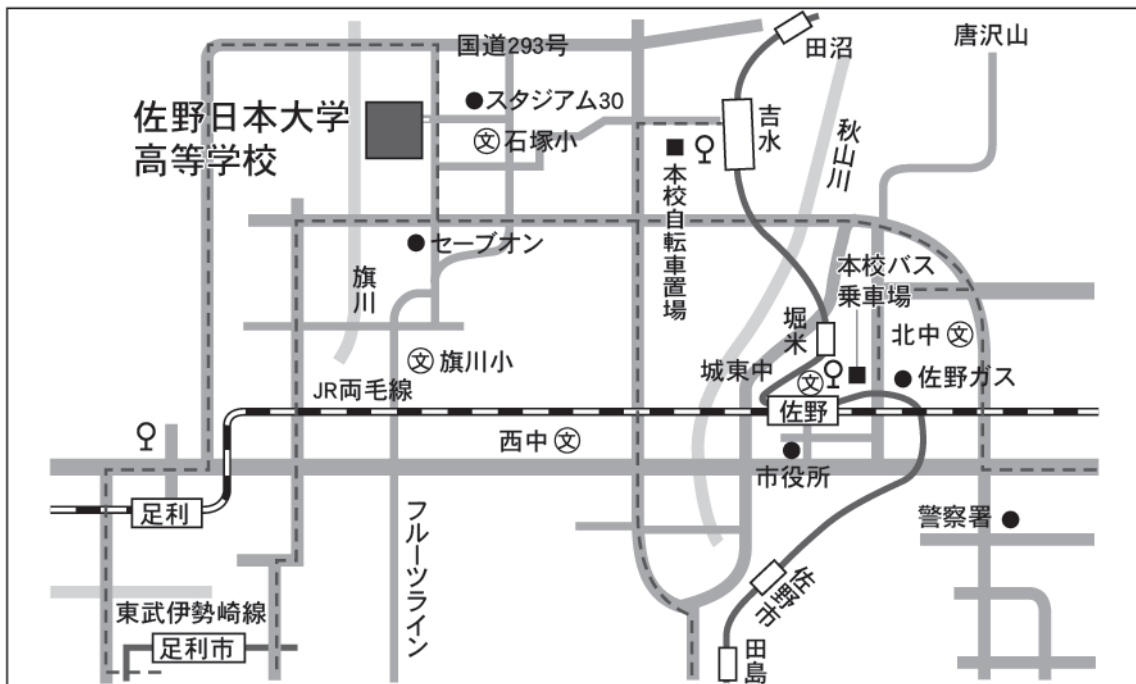 国道293号
田沼
唐沢山
佐野日本大学
高等学校
スタジアム30
文
石塚小
吉水
秋山川
本校自転車置場
セーブオン
旗川
本校バス
乗車場
堀米
北中
文
文
旗川小
城東中
文
佐野ガス
JR両毛線
佐野
西中
文
市役所
足利
フルーツライン
警察署
東武伊勢崎線
佐野市
足利市
田島